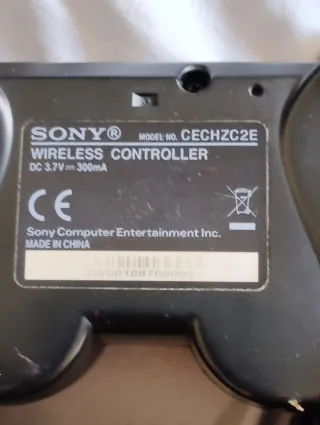 SONY® MODEL NO. CECHZC2E
WIRELESS CONTROLLER
DC 3.7V⎓300mA
CE
Sony Computer Entertainment Inc.
MADE IN CHINA